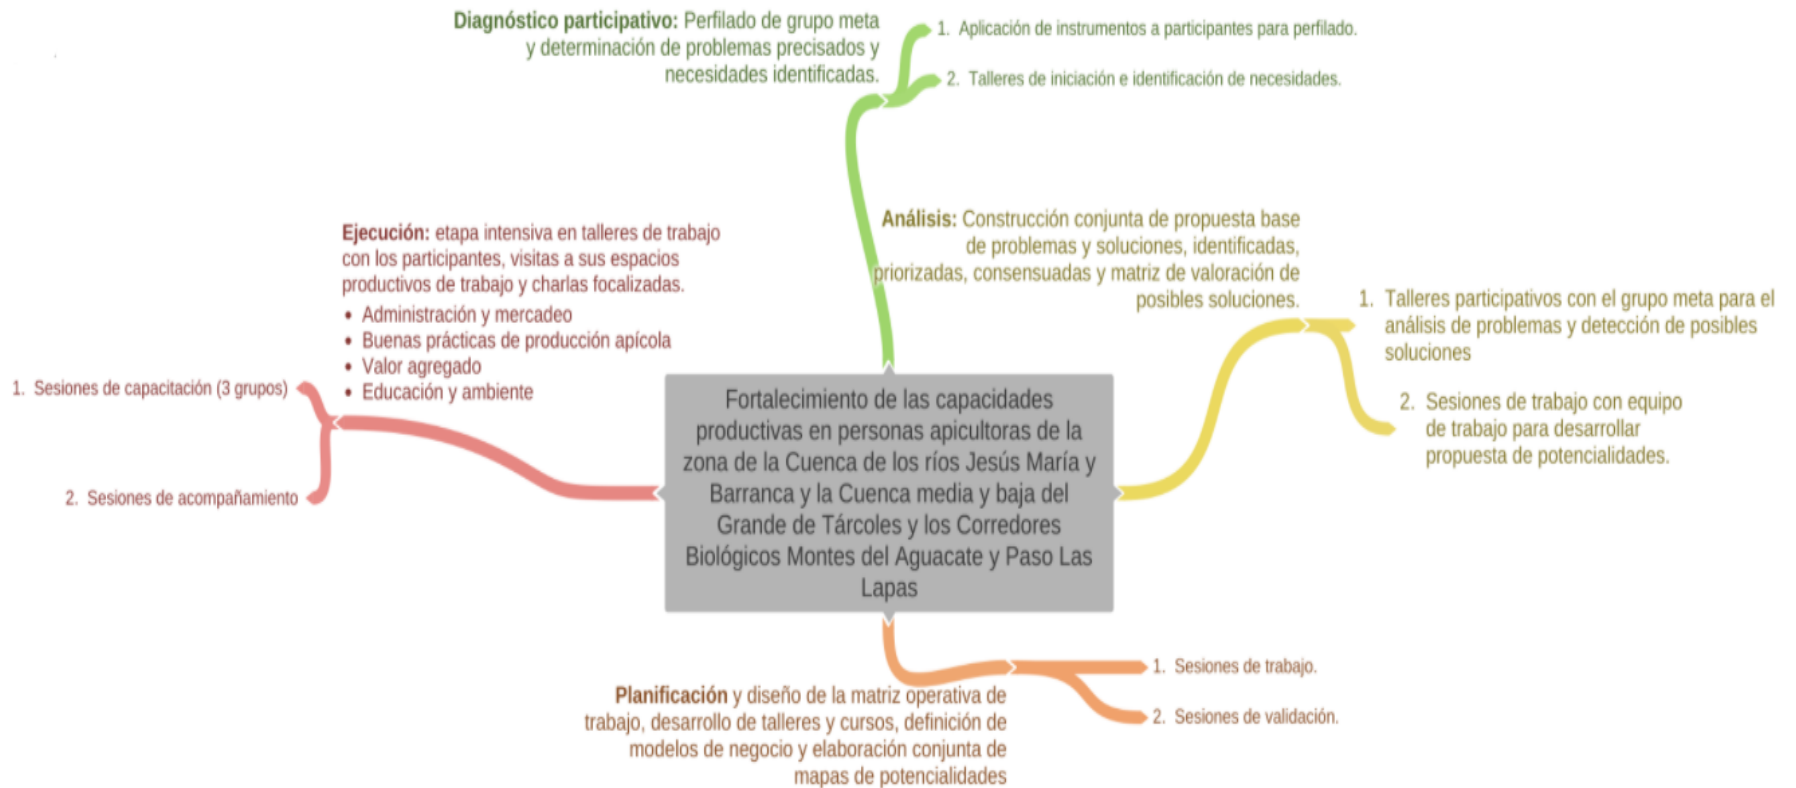 Diagnóstico participativo: Perfilado de grupo meta
y determinación de problemas precisados y
necesidades identificadas.
1. Aplicación de instrumentos a participantes para perfilado.
2. Talleres de iniciación e identificación de necesidades.
Análisis: Construcción conjunta de propuesta base
de problemas y soluciones, identificadas,
priorizadas, consensuadas y matriz de valoración de
posibles soluciones.
1. Talleres participativos con el grupo meta para el
análisis de problemas y detección de posibles
soluciones
2. Sesiones de trabajo con equipo
de trabajo para desarrollar
propuesta de potencialidades.
Ejecución: etapa intensiva en talleres de trabajo
con los participantes, visitas a sus espacios
productivos de trabajo y charlas focalizadas.
• Administración y mercadeo
• Buenas prácticas de producción apícola
• Valor agregado
• Educación y ambiente
1. Sesiones de capacitación (3 grupos)
2. Sesiones de acompañamiento
Fortalecimiento de las capacidades
productivas en personas apicultoras de la
zona de la Cuenca de los ríos Jesús María y
Barranca y la Cuenca media y baja del
Grande de Tárcoles y los Corredores
Biológicos Montes del Aguacate y Paso Las
Lapas
Planificación y diseño de la matriz operativa de
trabajo, desarrollo de talleres y cursos, definición de
modelos de negocio y elaboración conjunta de
mapas de potencialidades
1. Sesiones de trabajo.
2. Sesiones de validación.